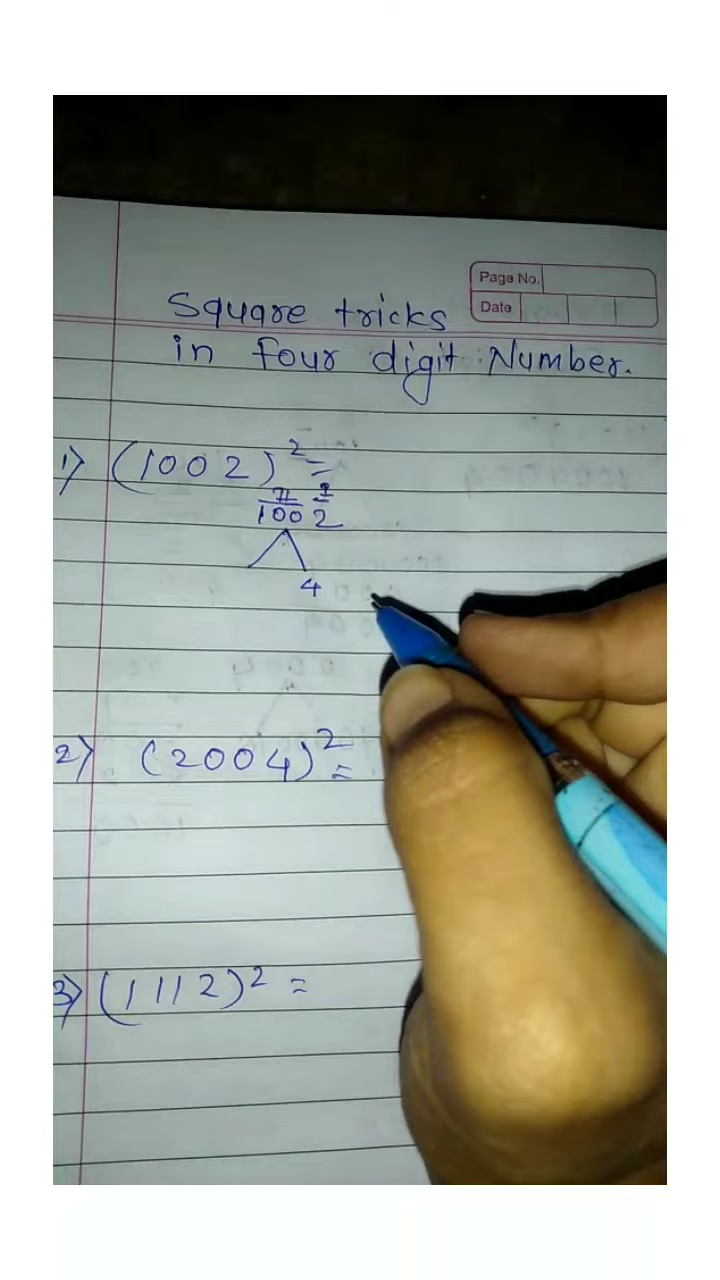 Page No.
Date
Square tricks
in four digit Number.
1) (1002)² =
II I
100 2
4
2) (2004)² =
3) (1112)² =